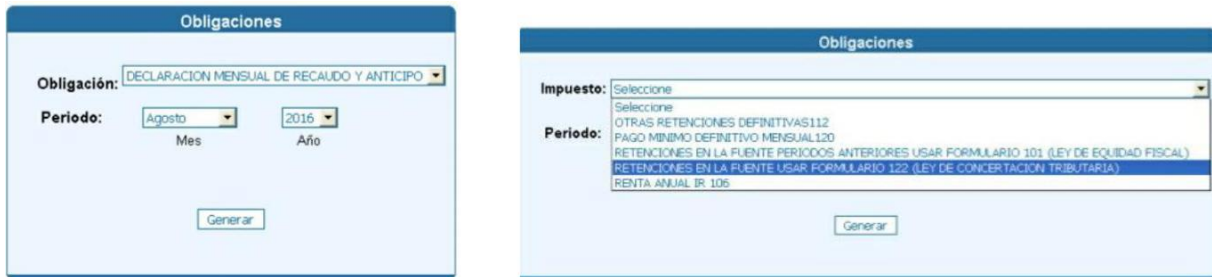 Obligaciones
Obligación: DECLARACION MENSUAL DE RECAUDO Y ANTICIPO
Periodo: Agosto 2016
Mes Año
Generar
Obligaciones
Impuesto: Seleccione
Seleccione
OTRAS RETENCIONES DEFINITIVAS112
Periodo:
PAGO MINIMO DEFINITIVO MENSUAL120
RETENCIONES EN LA FUENTE PERIODOS ANTERIORES USAR FORMULARIO 101 (LEY DE EQUIDAD FISCAL)
RETENCIONES EN LA FUENTE USAR FORMULARIO 122 (LEY DE CONCERTACION TRIBUTARIA)
RENTA ANUAL IR 106
Generar